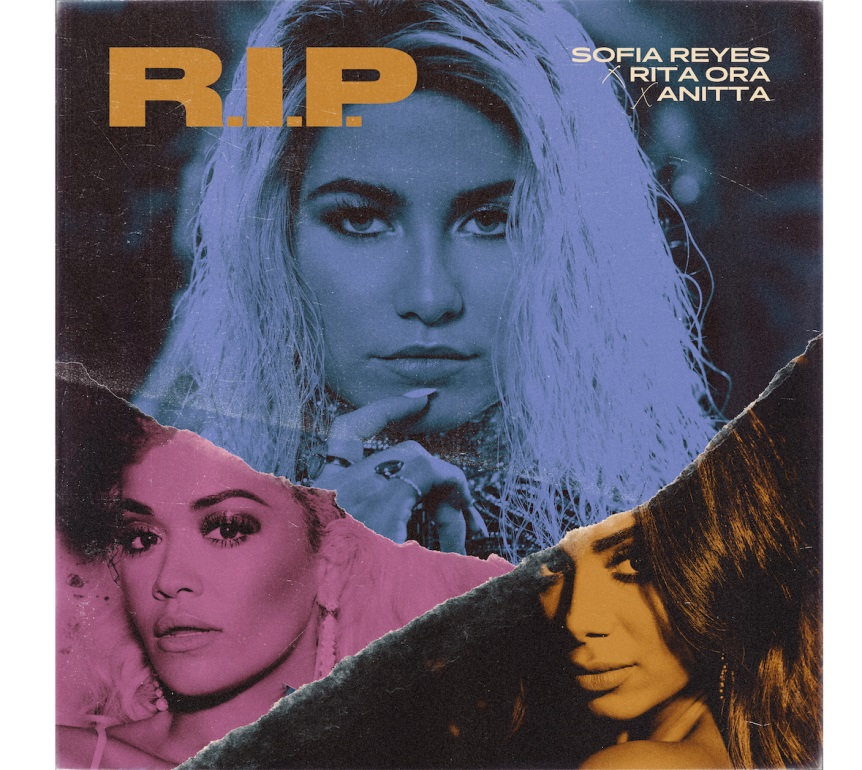 R.I.P.
SOFIA REYES
x RITA ORA
x ANITTA